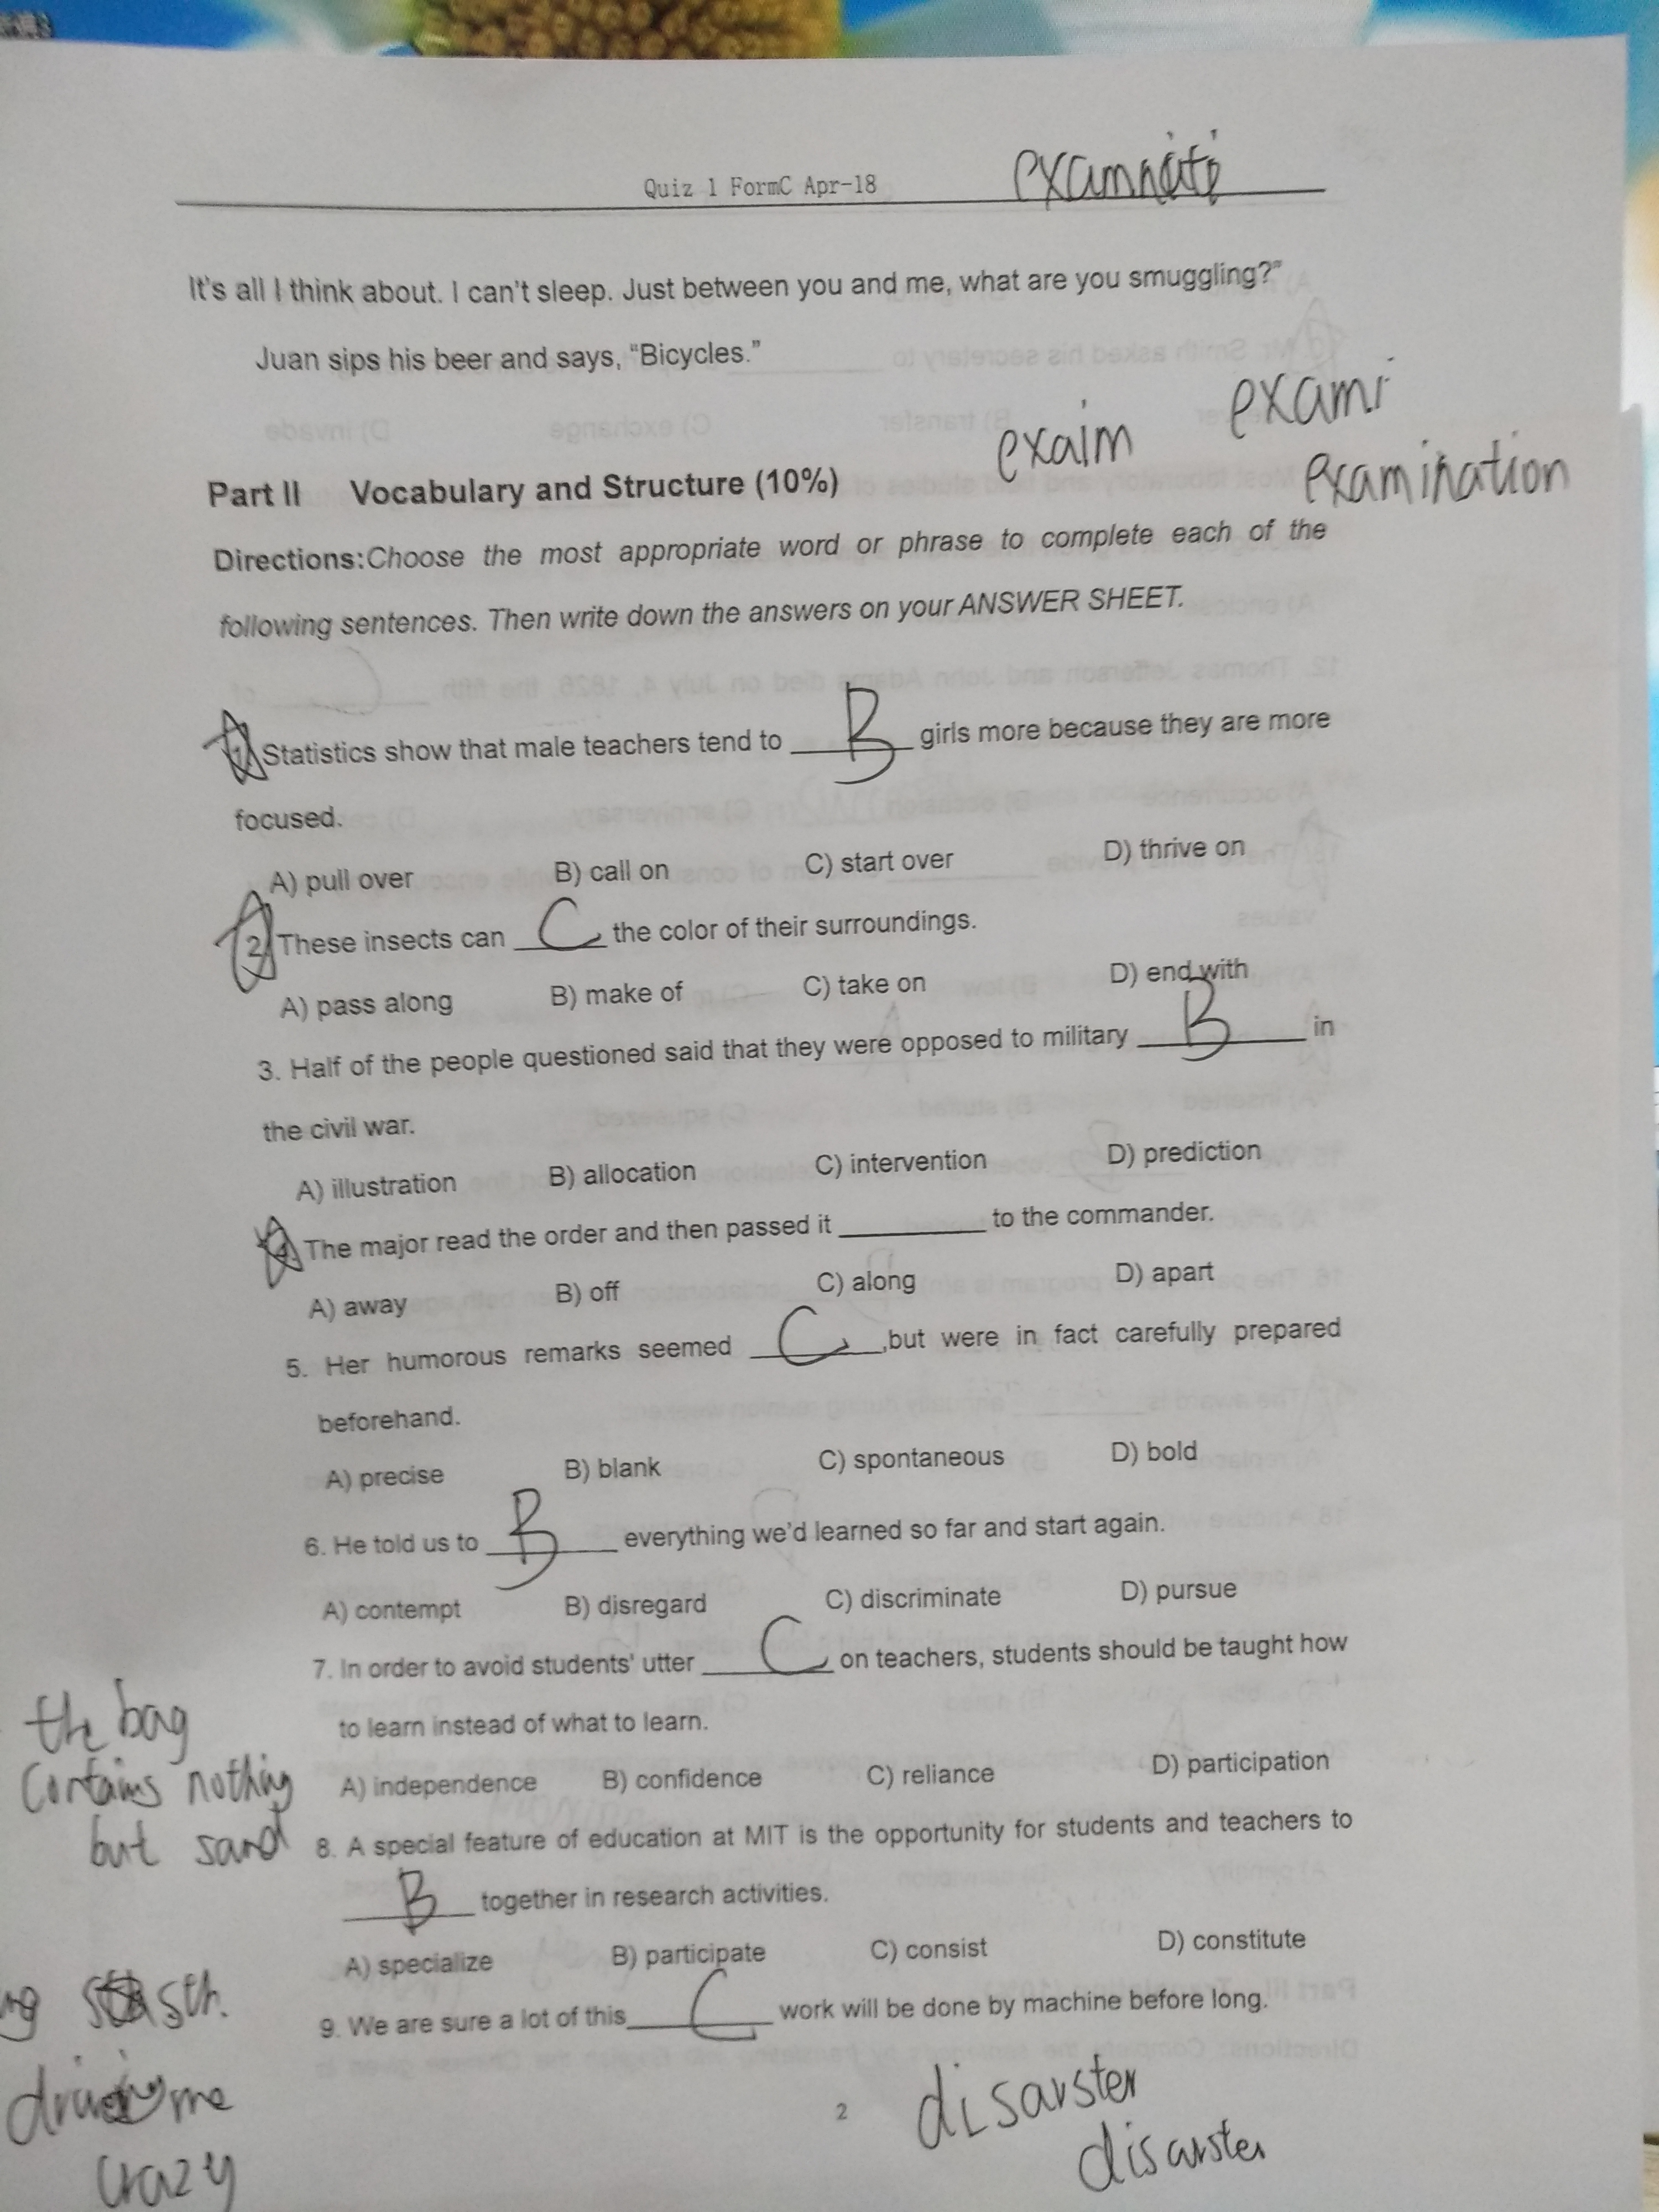 Quiz 1 FormC Apr-18
It's all I think about. I can't sleep. Just between you and me, what are you smuggling?"
Juan sips his beer and says, “Bicycles.”
exami
exaim
examination
Part II Vocabulary and Structure (10%)
Directions:Choose the most appropriate word or phrase to complete each of the
following sentences. Then write down the answers on your ANSWER SHEET.
1. Statistics show that male teachers tend to B girls more because they are more
focused.
A) pull over B) call on C) start over D) thrive on
2. These insects can C the color of their surroundings.
A) pass along B) make of C) take on D) end with
3. Half of the people questioned said that they were opposed to military B in
the civil war.
A) illustration B) allocation C) intervention D) prediction
4. The major read the order and then passed it ______ to the commander.
A) away B) off C) along D) apart
5. Her humorous remarks seemed C ,but were in fact carefully prepared
beforehand.
A) precise B) blank C) spontaneous D) bold
6. He told us to B everything we'd learned so far and start again.
A) contempt B) disregard C) discriminate D) pursue
7. In order to avoid students' utter C on teachers, students should be taught how
to learn instead of what to learn.
A) independence B) confidence C) reliance D) participation
the bag
contains nothing
but sand
8. A special feature of education at MIT is the opportunity for students and teachers to
B together in research activities.
A) specialize B) participate C) consist D) constitute
9. We are sure a lot of this C work will be done by machine before long.
sth.
me
crazy
2
disarster
disarster